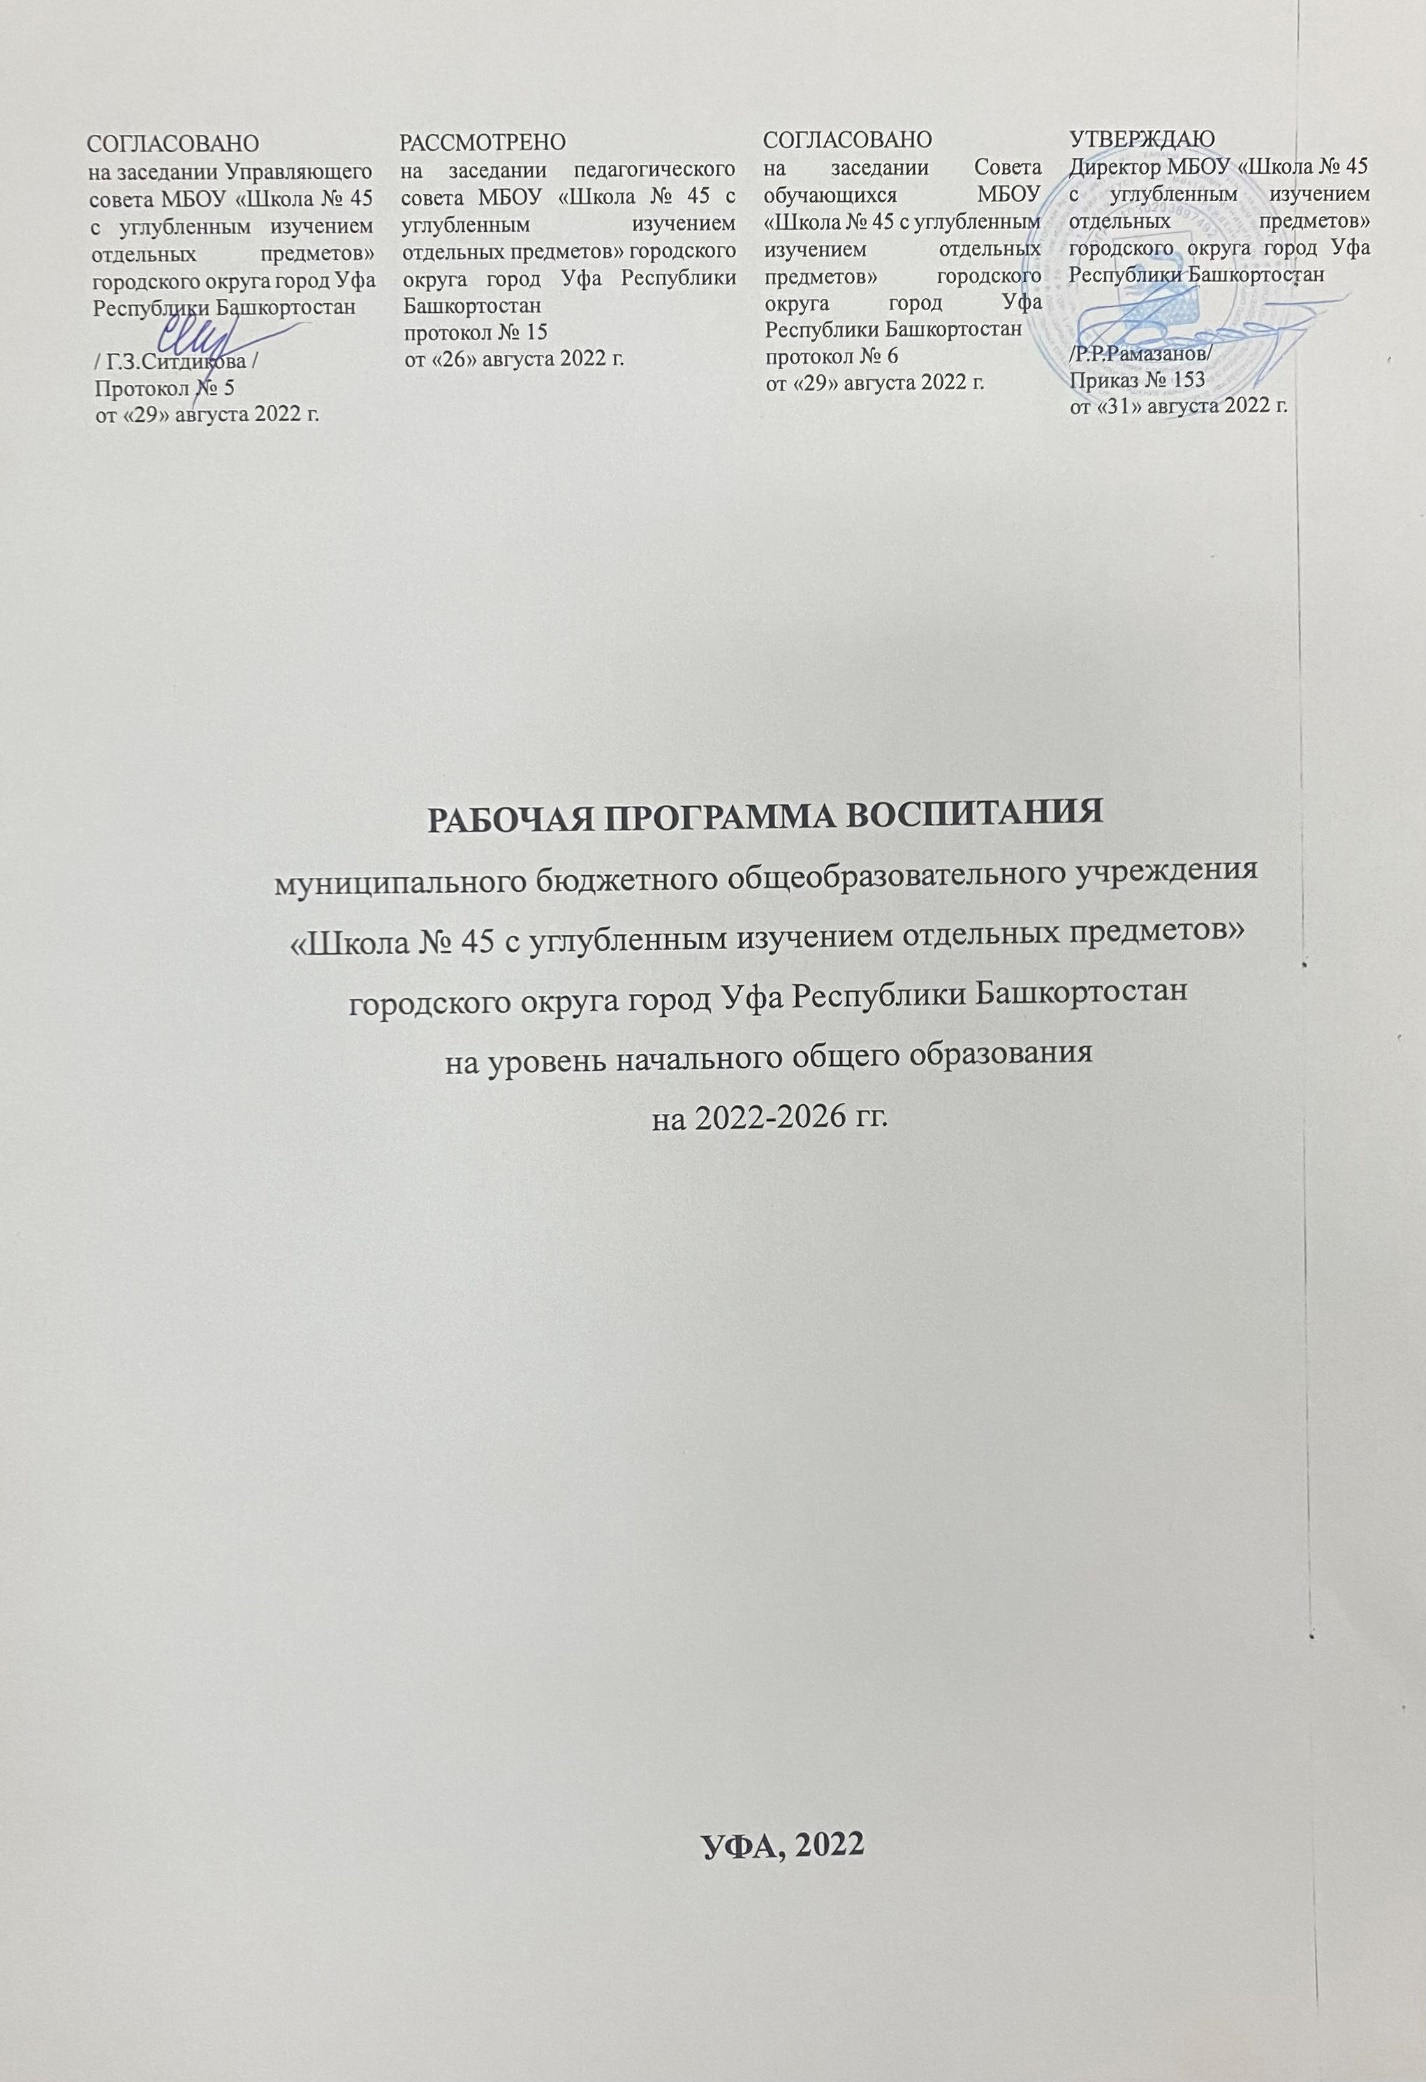 СОГЛАСОВАНО
на заседании Управляющего
совета МБОУ «Школа № 45
с углубленным изучением
отдельных предметов»
городского округа город Уфа
Республики Башкортостан
/ Г.З.Ситдикова /
Протокол № 5
от «29» августа 2022 г.
РАССМОТРЕНО
на заседании педагогического
совета МБОУ «Школа № 45 с
углубленным изучением
отдельных предметов» городского
округа город Уфа Республики
Башкортостан
протокол № 15
от «26» августа 2022 г.
СОГЛАСОВАНО
на заседании Совета
обучающихся МБОУ
«Школа № 45 с углубленным
изучением отдельных
предметов» городского
округа город Уфа
Республики Башкортостан
протокол № 6
от «29» августа 2022 г.
УТВЕРЖДАЮ
Директор МБОУ «Школа № 45
с углубленным изучением
отдельных предметов»
городского округа город Уфа
Республики Башкортостан
/Р.Р.Рамазанов/
Приказ № 153
от «31» августа 2022 г.
РАБОЧАЯ ПРОГРАММА ВОСПИТАНИЯ
муниципального бюджетного общеобразовательного учреждения
«Школа № 45 с углубленным изучением отдельных предметов»
городского округа город Уфа Республики Башкортостан
на уровень начального общего образования
на 2022-2026 гг.
УФА, 2022